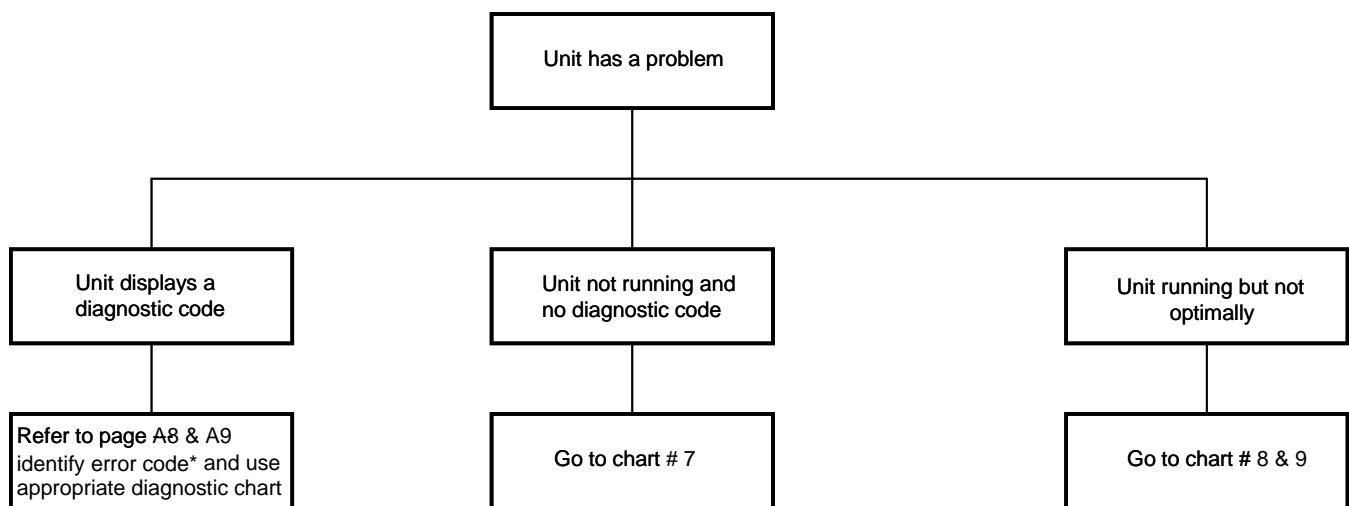 Unit has a problem
Unit displays a
diagnostic code
Unit not running and
no diagnostic code
Unit running but not
optimally
Refer to page A8 & A9
identify error code* and use
appropriate diagnostic chart
Go to chart # 7
Go to chart # 8 & 9